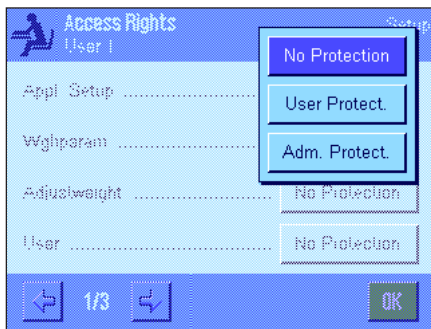 Access Rights
Setup
User 1
No Protection
User Protect.
Adm. Protect.
Appl. Setup ......................
Wghparam ......................
Adjustweight ...................... No Protection
User ...................... No Protection
1/3
OK